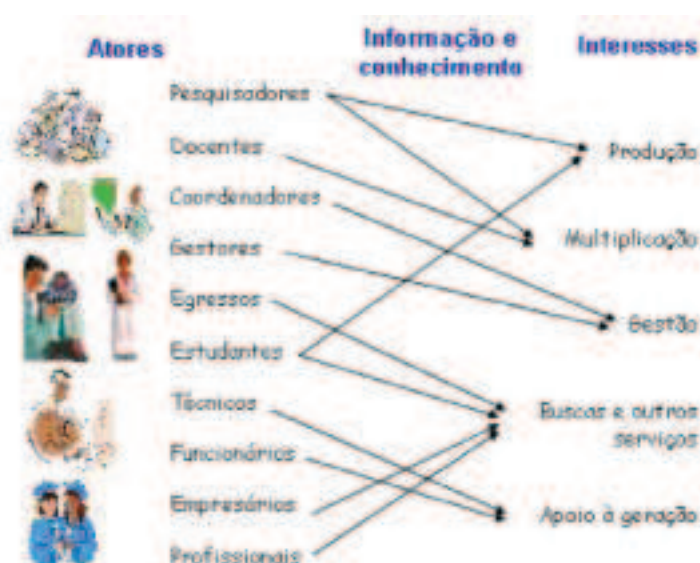 Atores
Informação e
conhecimento
Interesses
Pesquisadores
Docentes
Coordenadores
Gestores
Egressos
Estudantes
Técnicos
Funcionários
Empresários
Profissionais
Produção
Multiplicação
Gestão
Buscas e outros
serviços
Apoio à geração